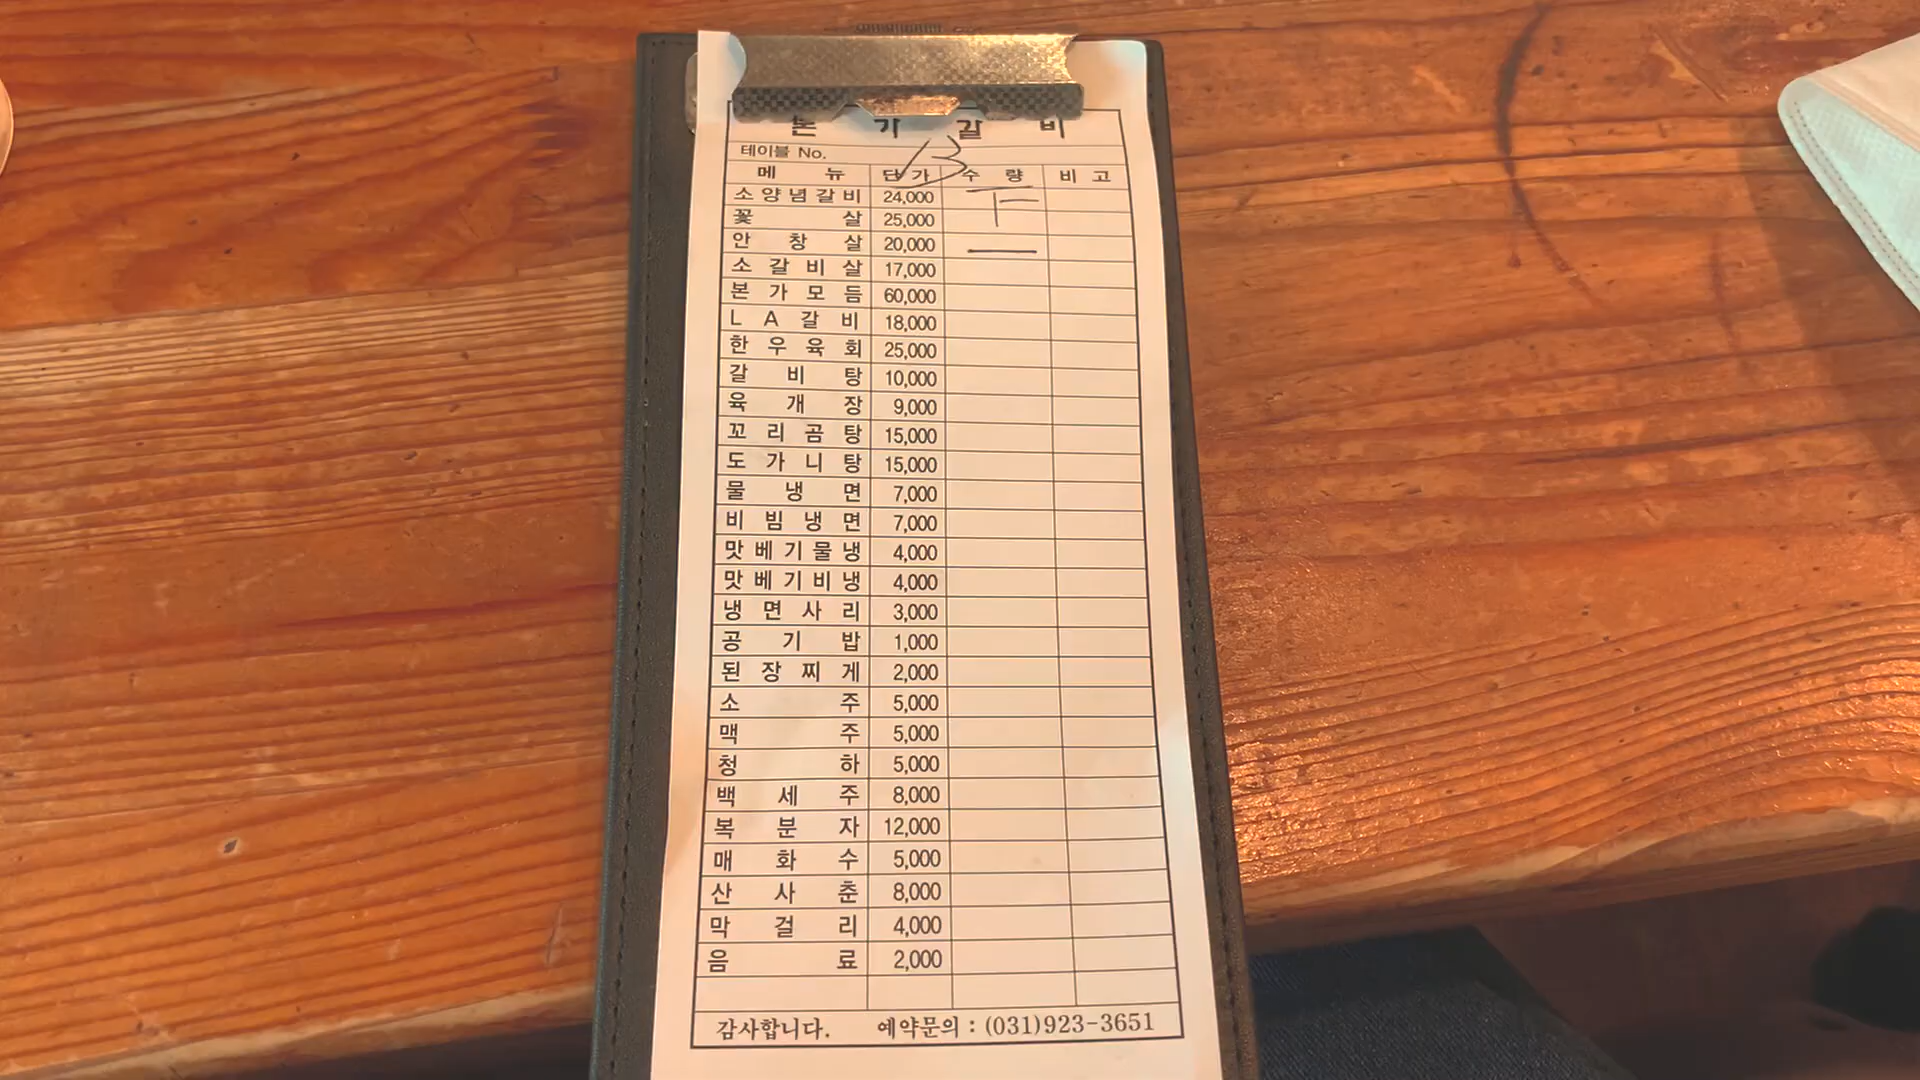 본 가 갈 비
테이블 No. 13
메 뉴 단 가 수 량 비 고
소양념갈비 24,000 下
꽃 살 25,000
안 창 살 20,000 一
소 갈 비 살 17,000
본 가 모 듬 60,000
L A 갈 비 18,000
한 우 육 회 25,000
갈 비 탕 10,000
육 개 장 9,000
꼬 리 곰 탕 15,000
도 가 니 탕 15,000
물 냉 면 7,000
비 빔 냉 면 7,000
맛베기물냉 4,000
맛베기비냉 4,000
냉 면 사 리 3,000
공 기 밥 1,000
된 장 찌 게 2,000
소 주 5,000
맥 주 5,000
청 하 5,000
백 세 주 8,000
복 분 자 12,000
매 화 수 5,000
산 사 춘 8,000
막 걸 리 4,000
음 료 2,000
감사합니다. 예약문의 : (031)923-3651